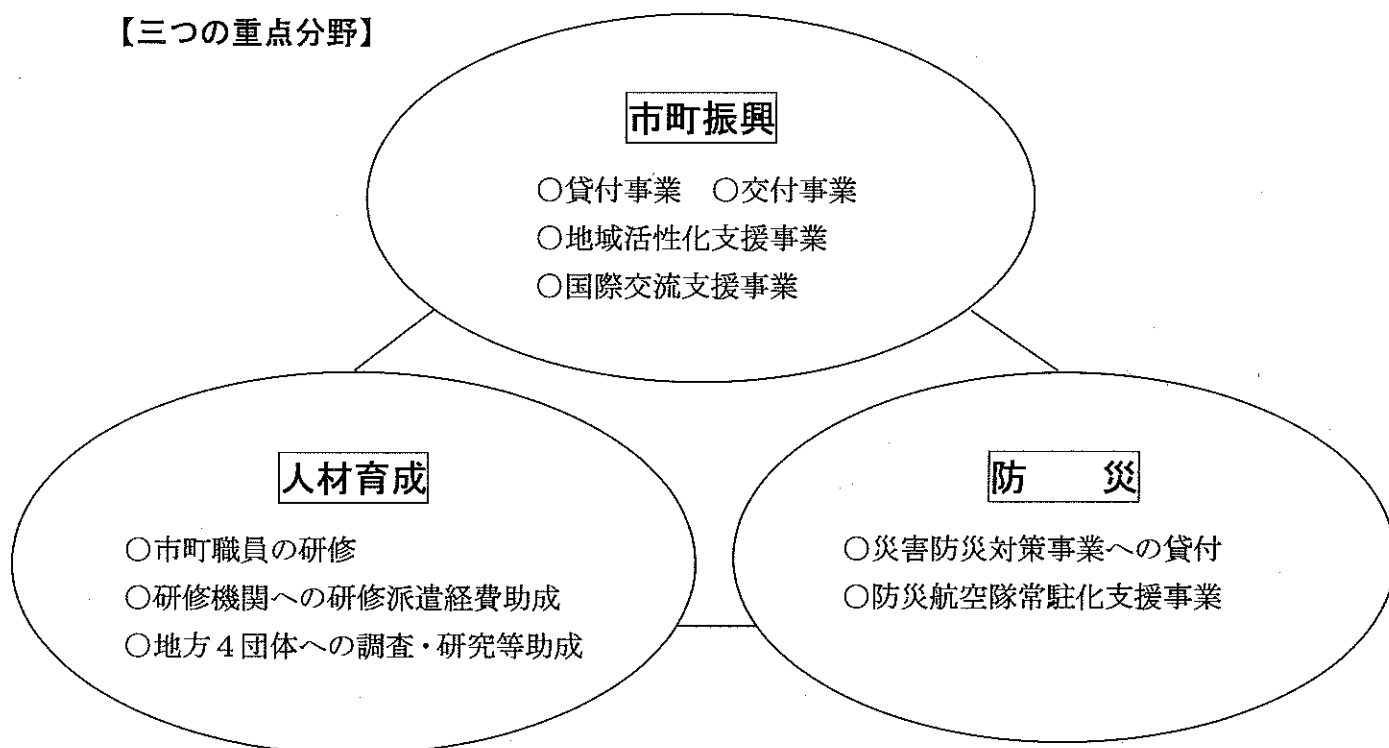 【三つの重点分野】
市町振興
○貸付事業　○交付事業
○地域活性化支援事業
○国際交流支援事業
人材育成
○市町職員の研修
○研修機関への研修派遣経費助成
○地方４団体への調査・研究等助成
防　　災
○災害防災対策事業への貸付
○防災航空隊常駐化支援事業